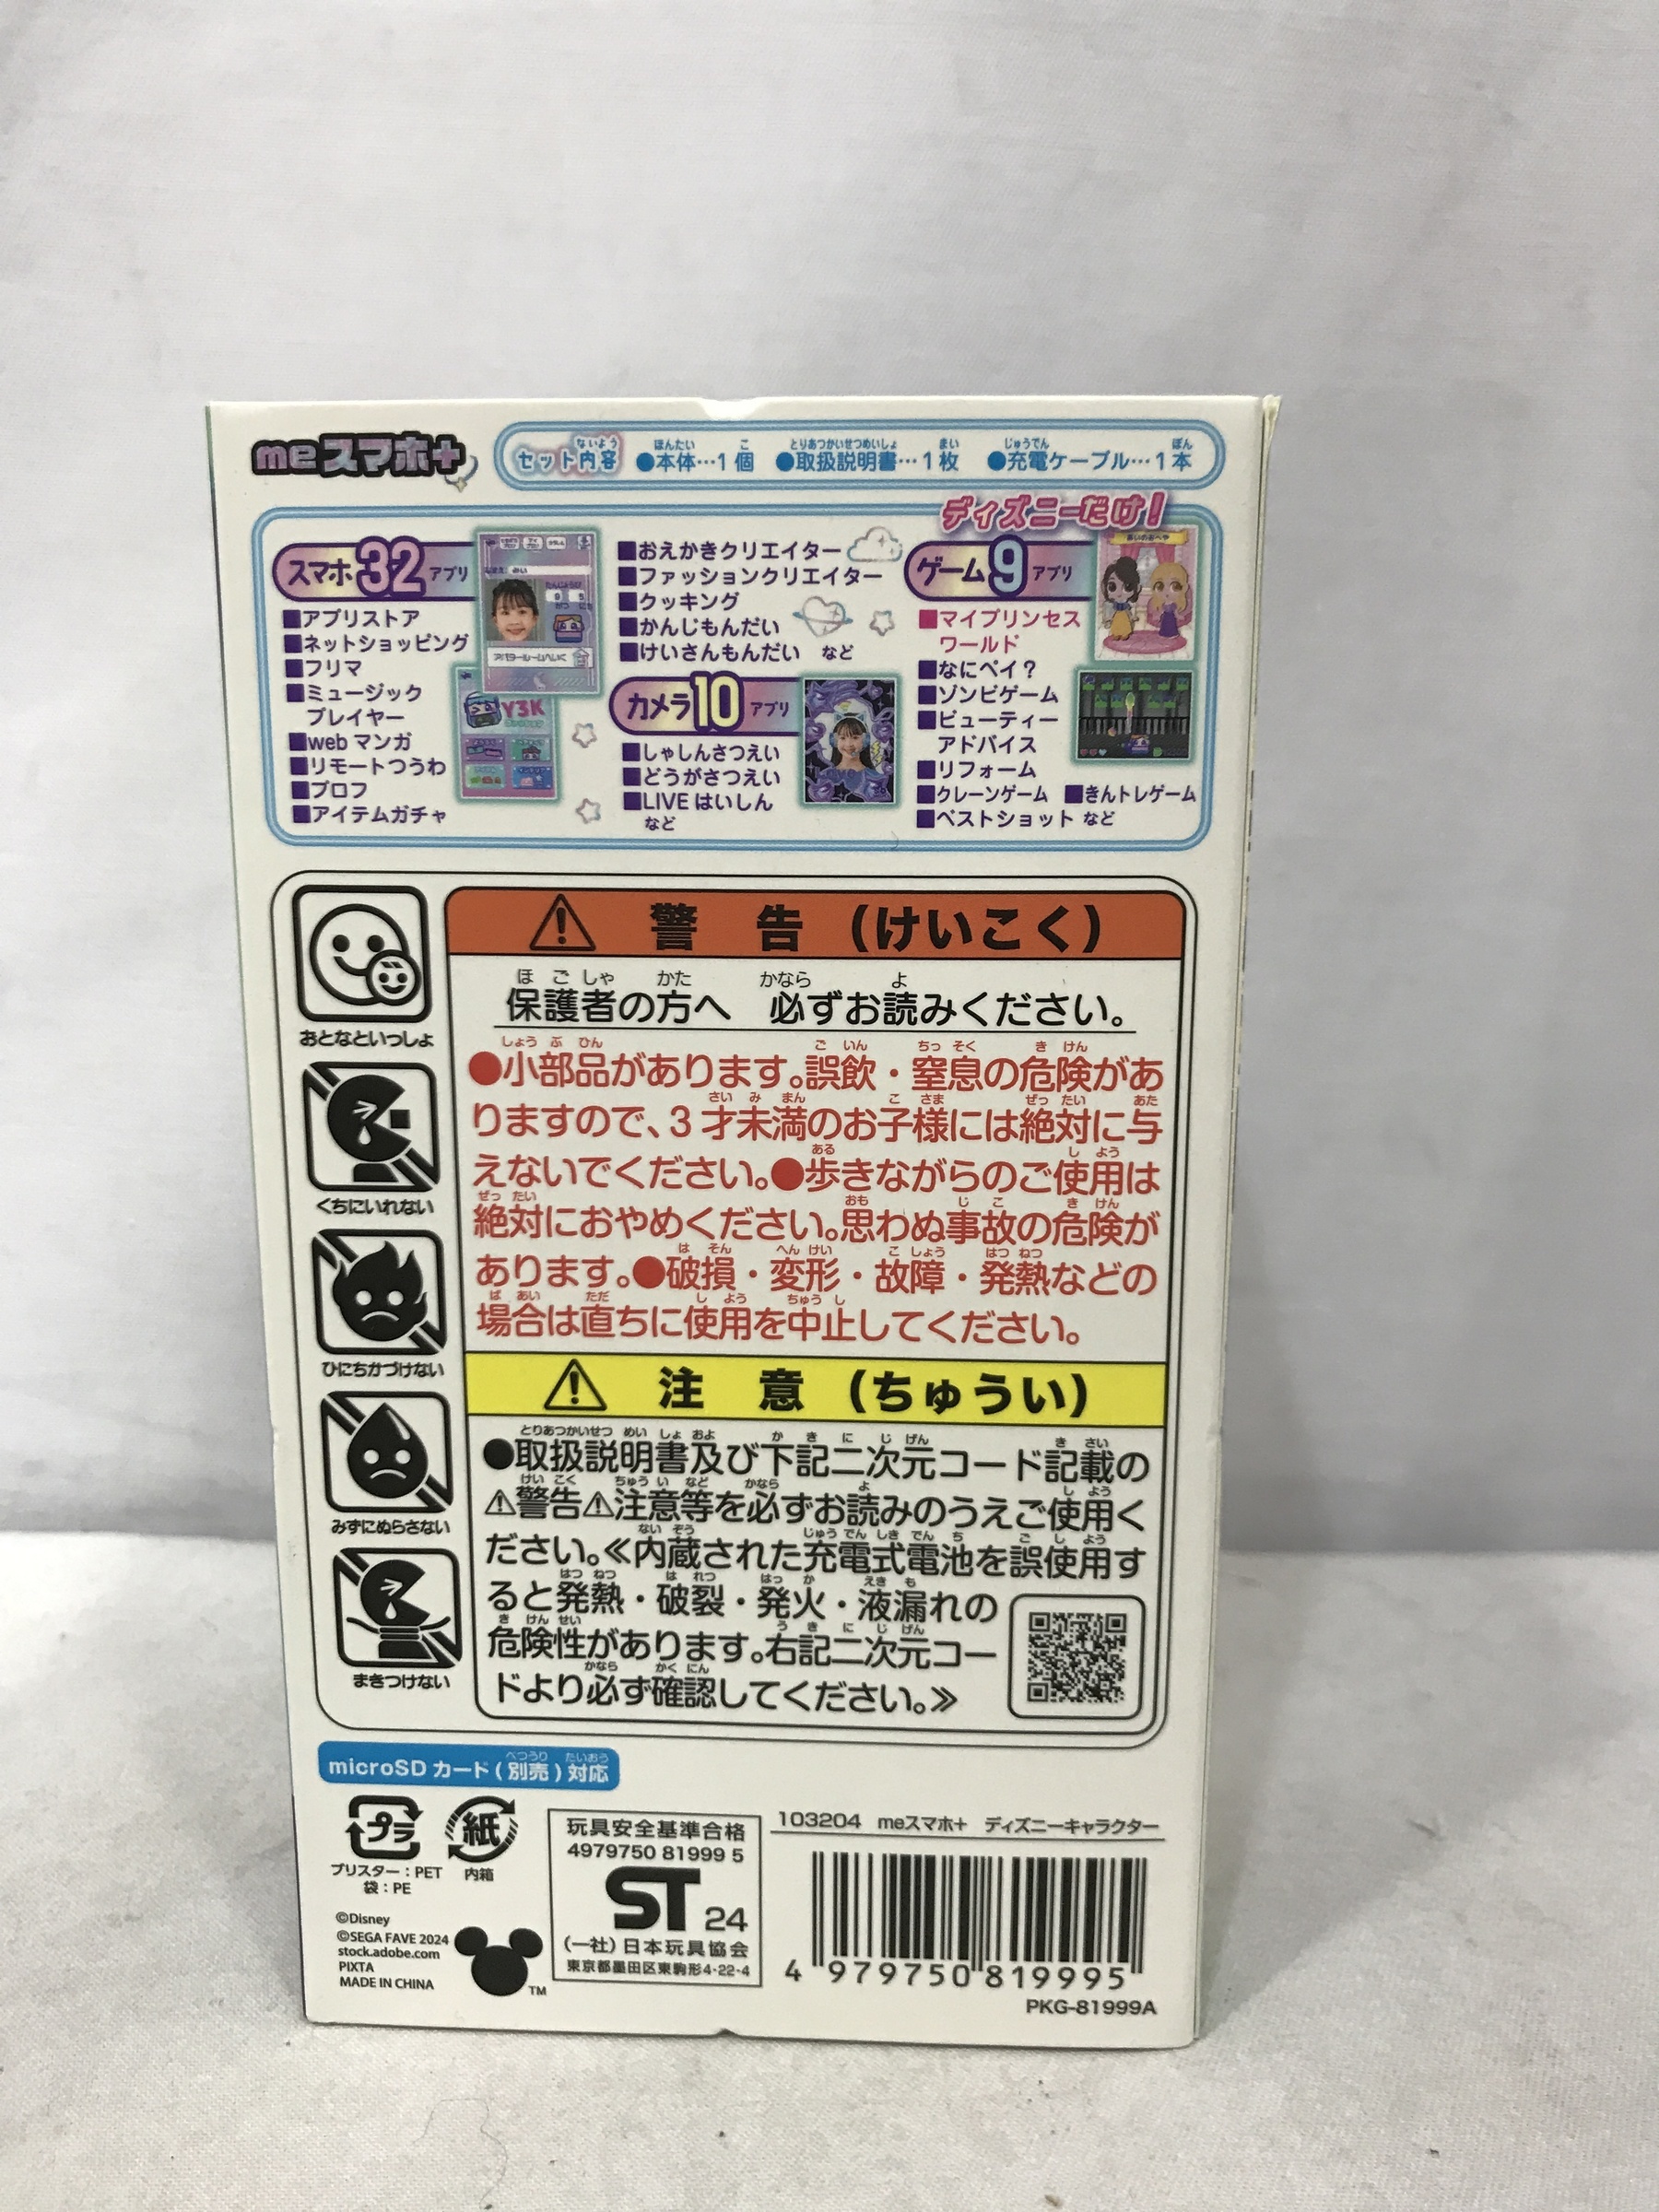 meスマホ+
セット内容 ●本体…1個 ●取扱説明書…1枚 ●充電ケーブル…1本
ディズニーだけ！
スマホ32アプリ
■アプリストア
■ネットショッピング
■フリマ
■ミュージック
プレイヤー
■webマンガ
■リモートつうわ
■プロフ
■アイテムガチャ
Y3K
■おえかきクリエイター
■ファッションクリエイター
■クッキング
■かんじもんだい
■けいさんもんだい など
カメラ10アプリ
■しゃしんさつえい
■どうがさつえい
■LIVEはいしん
など
ゲーム9アプリ
■マイプリンセス
ワールド
■なにペイ？
■ゾンビゲーム
■ビューティー
アドバイス
■リフォーム
■クレーンゲーム ■きんトレゲーム
■ベストショット など
おとなといっしょ
くちにいれない
ひにちかづけない
みずにぬらさない
まきつけない
⚠ 警告（けいこく）
保護者の方へ 必ずお読みください。
●小部品があります。誤飲・窒息の危険があ
りますので、3才未満のお子様には絶対に与
えないでください。●歩きながらのご使用は
絶対におやめください。思わぬ事故の危険が
あります。●破損・変形・故障・発熱などの
場合は直ちに使用を中止してください。
⚠ 注意（ちゅうい）
●取扱説明書及び下記二次元コード記載の
⚠警告⚠注意等を必ずお読みのうえご使用く
ださい。≪内蔵された充電式電池を誤使用す
ると発熱・破裂・発火・液漏れの
危険性があります。右記二次元コー
ドより必ず確認してください。≫
microSDカード(別売)対応
プラ
ブリスター：PET
袋：PE
紙
内箱
©Disney
©SEGA FAVE 2024
stock.adobe.com
PIXTA
MADE IN CHINA
TM
玩具安全基準合格
4979750 81999 5
ST 24
(一社)日本玩具協会
東京都墨田区東駒形4-22-4
103204 meスマホ+ ディズニーキャラクター
4 979750 819995
PKG-81999A